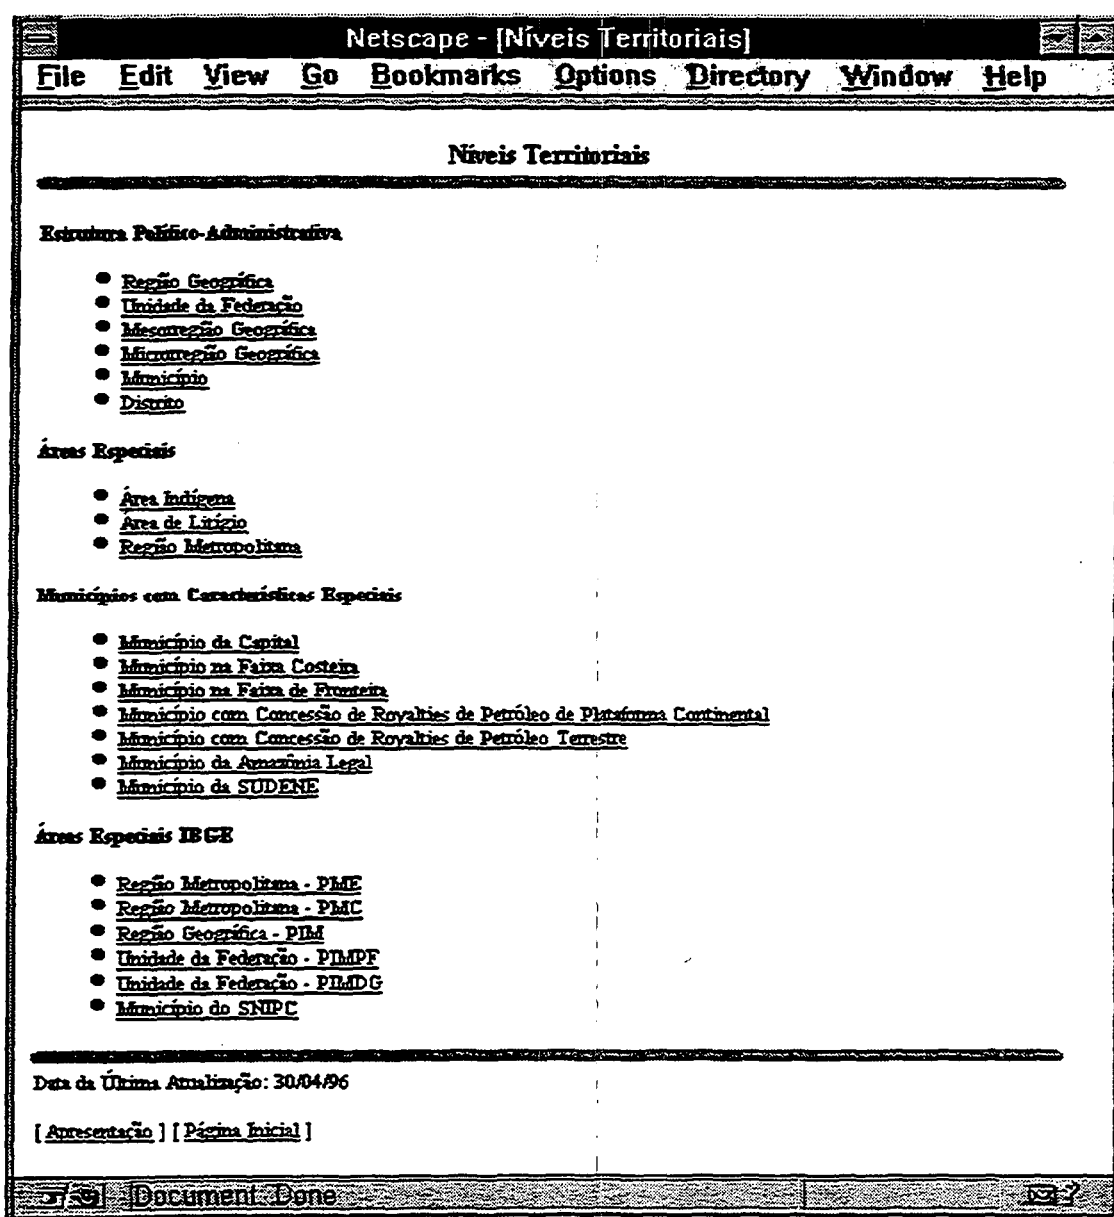 Netscape - [Níveis Territoriais]
File Edit View Go Bookmarks Options Directory Window Help
Níveis Territoriais
Estrutura Político-Administrativa
Região Geográfica
Unidade da Federação
Mesorregião Geográfica
Microrregião Geográfica
Município
Distrito
Áreas Especiais
Área Indígena
Área de Litígio
Região Metropolitana
Municípios com Características Especiais
Município da Capital
Município na Faixa Costeira
Município na Faixa de Fronteira
Município com Concessão de Royalties de Petróleo de Plataforma Continental
Município com Concessão de Royalties de Petróleo Terrestre
Município da Amazônia Legal
Município da SUDENE
Áreas Especiais IBGE
Região Metropolitana - PME
Região Metropolitana - PMC
Região Geográfica - PIM
Unidade da Federação - PIMPF
Unidade da Federação - PIMDG
Município do SNIPC
Data da Última Atualização: 30/04/96
[ Apresentação ] [ Página Inicial ]
Document: Done